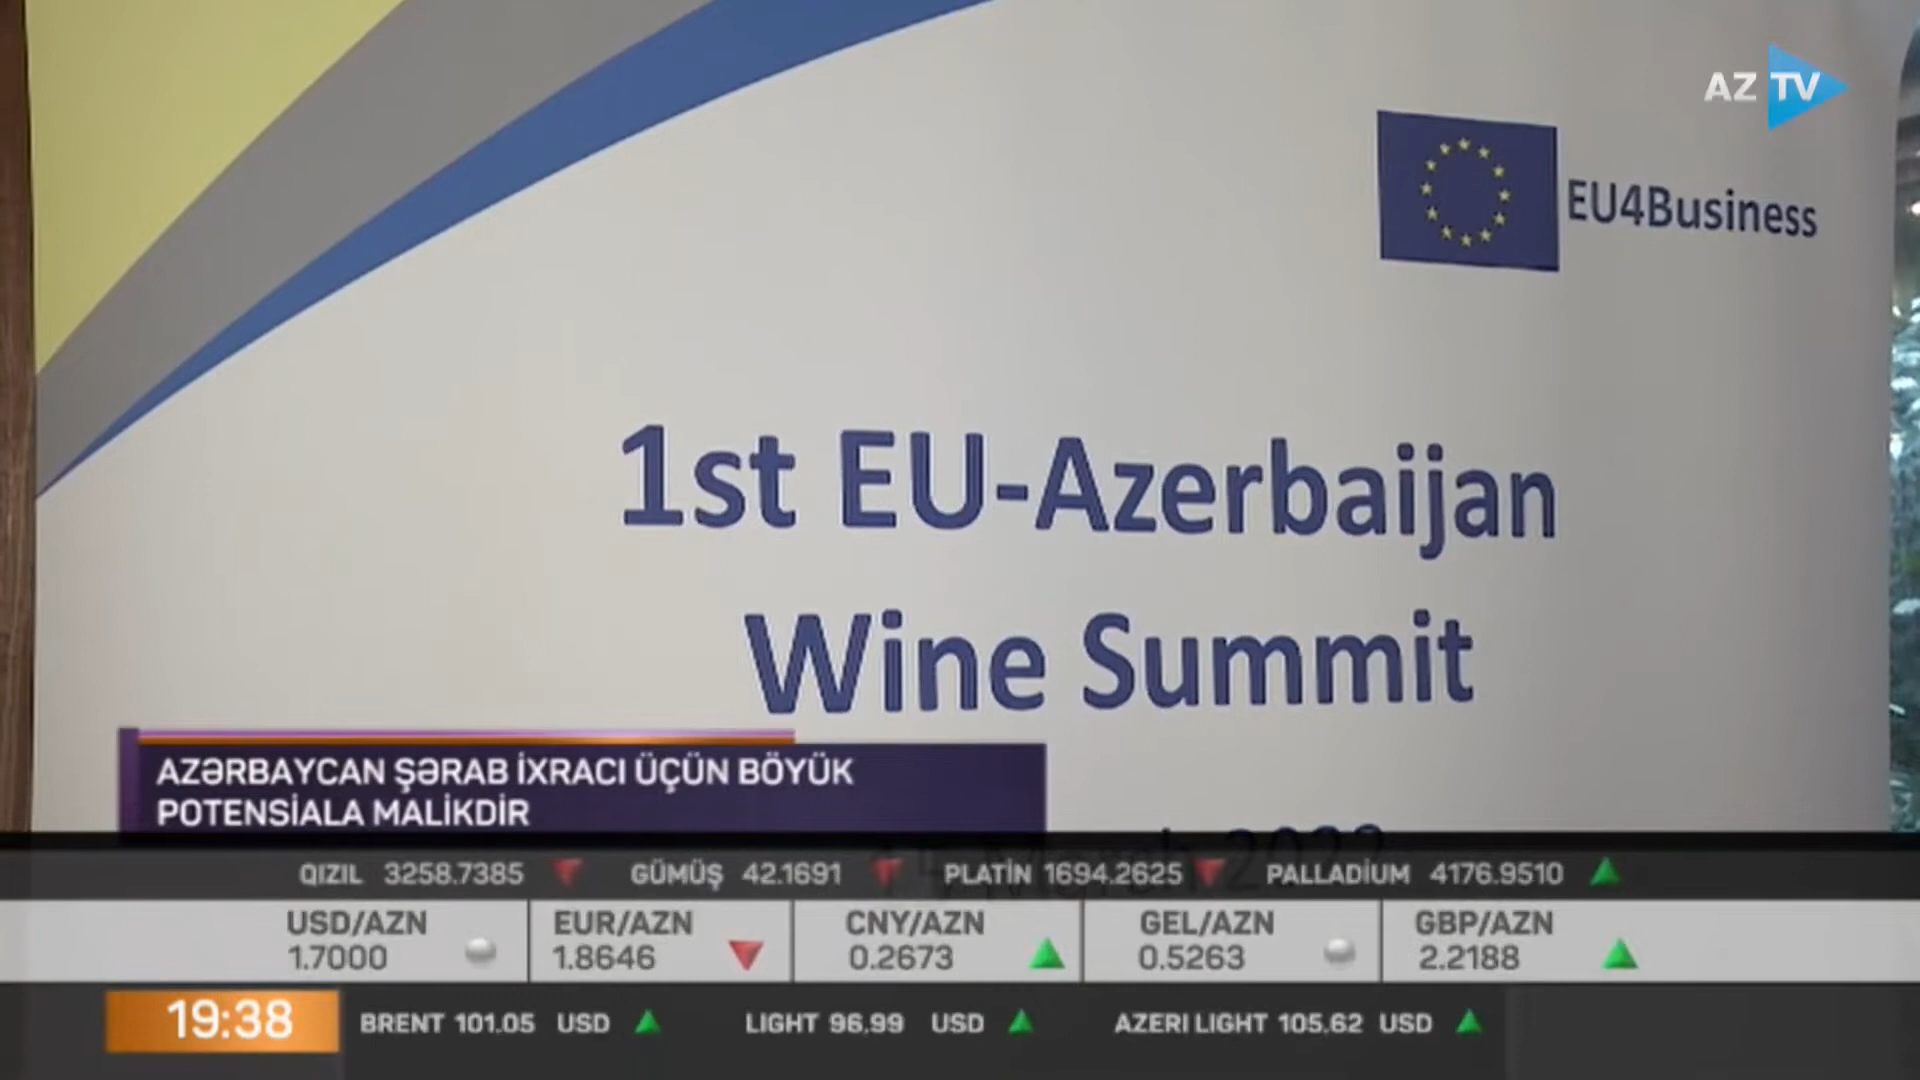 AZTV
EU4Business
1st EU-Azerbaijan
Wine Summit
AZƏRBAYCAN ŞƏRAB İXRACI ÜÇÜN BÖYÜK
POTENSİALA MALİKDİR
QIZIL 3258.7385 GÜMÜŞ 42.1691 PLATİN 1694.2625 PALLADİUM 4176.9510
USD/AZN EUR/AZN CNY/AZN GEL/AZN GBP/AZN
1.7000 1.8646 0.2673 0.5263 2.2188
19:38 BRENT 101.05 USD LIGHT 96,99 USD AZERI LIGHT 105.62 USD